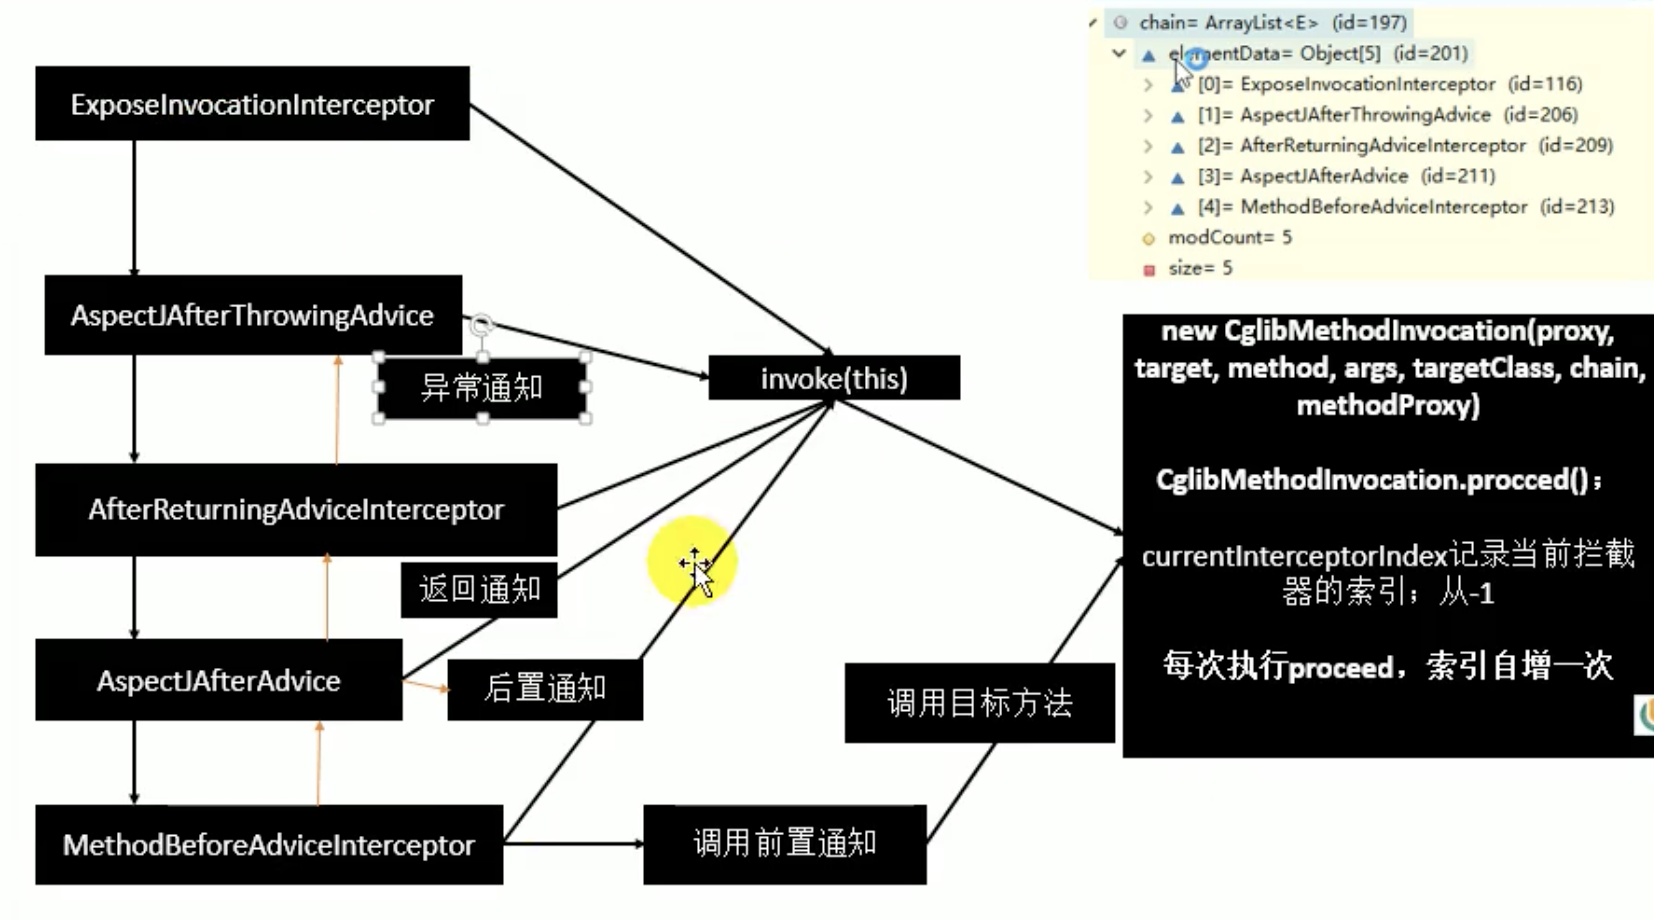 chain= ArrayList<E> (id=197)
elementData= Object[5] (id=201)
[0]= ExposeInvocationInterceptor (id=116)
[1]= AspectJAfterThrowingAdvice (id=206)
[2]= AfterReturningAdviceInterceptor (id=209)
[3]= AspectJAfterAdvice (id=211)
[4]= MethodBeforeAdviceInterceptor (id=213)
modCount= 5
size= 5
ExposeInvocationInterceptor
AspectJAfterThrowingAdvice
异常通知
invoke(this)
AfterReturningAdviceInterceptor
返回通知
AspectJAfterAdvice
后置通知
MethodBeforeAdviceInterceptor
调用前置通知
调用目标方法
new CglibMethodInvocation(proxy,
target, method, args, targetClass, chain,
methodProxy)
CglibMethodInvocation.procced()；
currentInterceptorIndex记录当前拦截
器的索引；从-1
每次执行proceed，索引自增一次